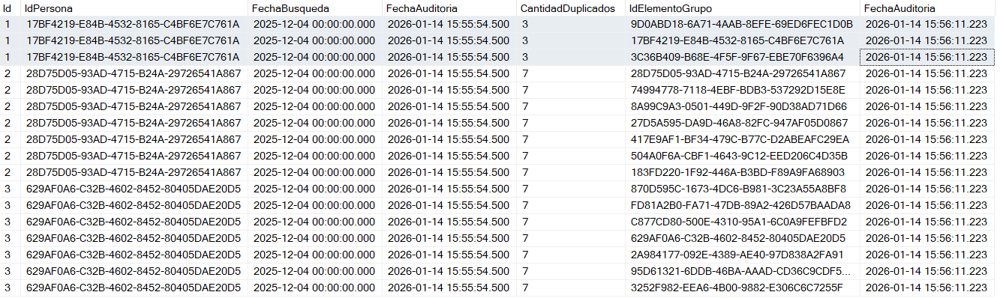 Id IdPersona FechaBusqueda FechaAuditoria CantidadDuplicados IdElementoGrupo FechaAuditoria
1 17BF4219-E84B-4532-8165-C4BF6E7C761A 2025-12-04 00:00:00.000 2026-01-14 15:55:54.500 3 9D0ABD18-6A71-4AAB-8EFE-69ED6FEC1D0B 2026-01-14 15:56:11.223
1 17BF4219-E84B-4532-8165-C4BF6E7C761A 2025-12-04 00:00:00.000 2026-01-14 15:55:54.500 3 17BF4219-E84B-4532-8165-C4BF6E7C761A 2026-01-14 15:56:11.223
1 17BF4219-E84B-4532-8165-C4BF6E7C761A 2025-12-04 00:00:00.000 2026-01-14 15:55:54.500 3 3C36B409-B68E-4F5F-9F67-EBE70F6396A4 2026-01-14 15:56:11.223
2 28D75D05-93AD-4715-B24A-29726541A867 2025-12-04 00:00:00.000 2026-01-14 15:55:54.500 7 28D75D05-93AD-4715-B24A-29726541A867 2026-01-14 15:56:11.223
2 28D75D05-93AD-4715-B24A-29726541A867 2025-12-04 00:00:00.000 2026-01-14 15:55:54.500 7 74994778-7118-4EBF-BDB3-537292D15E8E 2026-01-14 15:56:11.223
2 28D75D05-93AD-4715-B24A-29726541A867 2025-12-04 00:00:00.000 2026-01-14 15:55:54.500 7 8A99C9A3-0501-449D-9F2F-90D38AD71D66 2026-01-14 15:56:11.223
2 28D75D05-93AD-4715-B24A-29726541A867 2025-12-04 00:00:00.000 2026-01-14 15:55:54.500 7 27D5A595-DA9D-46A8-82FC-947AF05D0867 2026-01-14 15:56:11.223
2 28D75D05-93AD-4715-B24A-29726541A867 2025-12-04 00:00:00.000 2026-01-14 15:55:54.500 7 417E9AF1-BF34-479C-B77C-D2ABEAFC29EA 2026-01-14 15:56:11.223
2 28D75D05-93AD-4715-B24A-29726541A867 2025-12-04 00:00:00.000 2026-01-14 15:55:54.500 7 504A0F6A-CBF1-4643-9C12-EED206C4D35B 2026-01-14 15:56:11.223
2 28D75D05-93AD-4715-B24A-29726541A867 2025-12-04 00:00:00.000 2026-01-14 15:55:54.500 7 183FD220-1F92-446A-B3BD-F89A9FA68903 2026-01-14 15:56:11.223
3 629AF0A6-C32B-4602-8452-80405DAE20D5 2025-12-04 00:00:00.000 2026-01-14 15:55:54.500 7 870D595C-1673-4DC6-B981-3C23A55A8BF8 2026-01-14 15:56:11.223
3 629AF0A6-C32B-4602-8452-80405DAE20D5 2025-12-04 00:00:00.000 2026-01-14 15:55:54.500 7 FD81A2B0-FA71-47DB-89A2-426D57BAADA8 2026-01-14 15:56:11.223
3 629AF0A6-C32B-4602-8452-80405DAE20D5 2025-12-04 00:00:00.000 2026-01-14 15:55:54.500 7 C877CD80-500E-4310-95A1-6C0A9FEFBFD2 2026-01-14 15:56:11.223
3 629AF0A6-C32B-4602-8452-80405DAE20D5 2025-12-04 00:00:00.000 2026-01-14 15:55:54.500 7 629AF0A6-C32B-4602-8452-80405DAE20D5 2026-01-14 15:56:11.223
3 629AF0A6-C32B-4602-8452-80405DAE20D5 2025-12-04 00:00:00.000 2026-01-14 15:55:54.500 7 2A984177-092E-4389-AE40-97D838A2FA91 2026-01-14 15:56:11.223
3 629AF0A6-C32B-4602-8452-80405DAE20D5 2025-12-04 00:00:00.000 2026-01-14 15:55:54.500 7 95D61321-6DDB-46BA-AAAD-CD36C9CDF5... 2026-01-14 15:56:11.223
3 629AF0A6-C32B-4602-8452-80405DAE20D5 2025-12-04 00:00:00.000 2026-01-14 15:55:54.500 7 3252F982-EEA6-4B00-9882-E306C6C7255F 2026-01-14 15:56:11.223